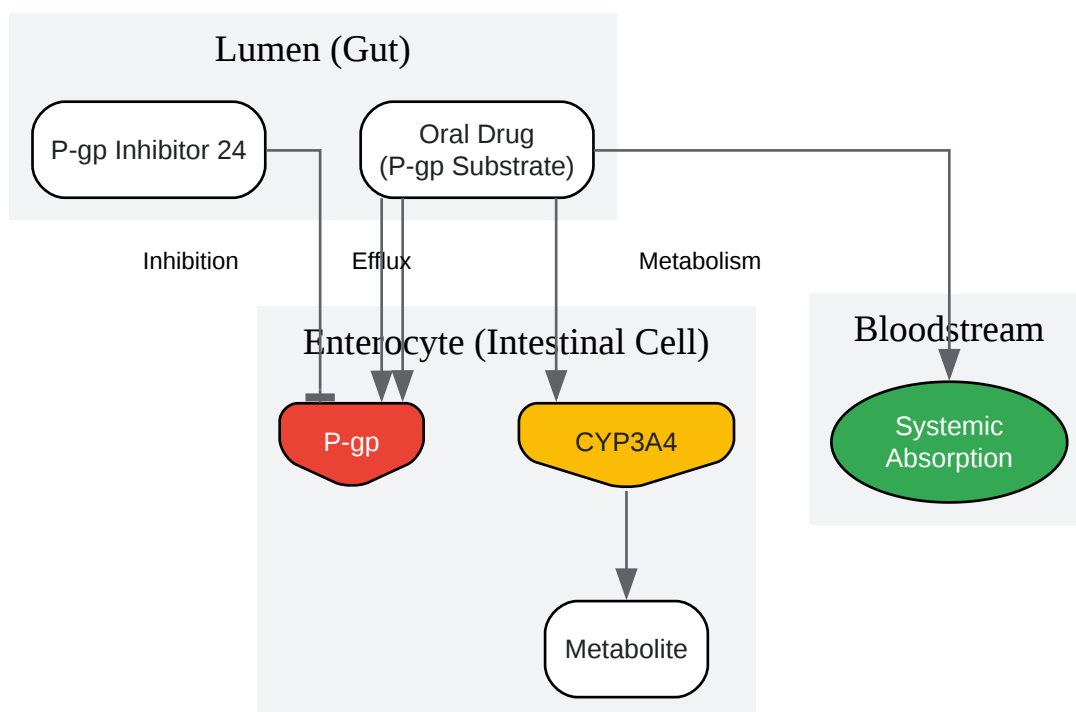 Lumen (Gut)
P-gp Inhibitor 24
Oral Drug
(P-gp Substrate)
Inhibition
Efflux
Metabolism
Enterocyte (Intestinal Cell)
Bloodstream
P-gp
CYP3A4
Systemic
Absorption
Metabolite